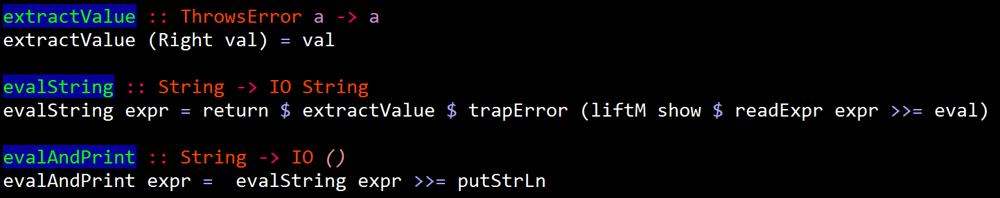 extractValue :: ThrowsError a -> a
extractValue (Right val) = val
evalString :: String -> IO String
evalString expr = return $ extractValue $ trapError (liftM show $ readExpr expr >>= eval)
evalAndPrint :: String -> IO ()
evalAndPrint expr =  evalString expr >>= putStrLn